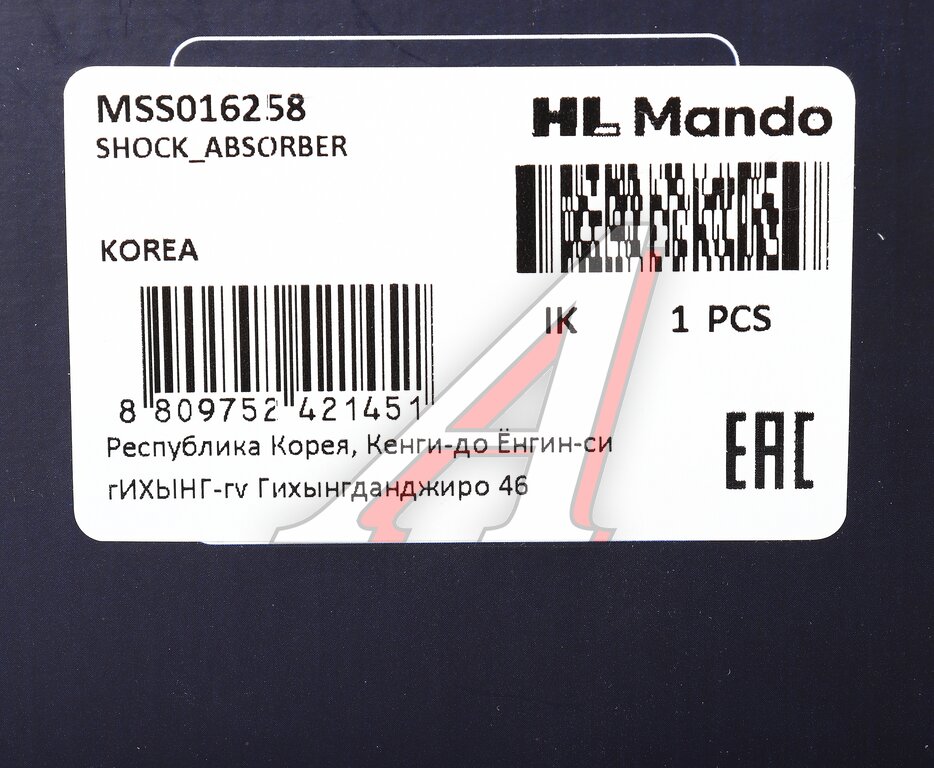 MSS016258
SHOCK_ABSORBER
HL Mando
KOREA
IK 1 PCS
8 809752 421451
Республика Корея, Кенги-до Ёнгин-си
гИХЫНГ-rv Гихынгданджиро 46
EAC